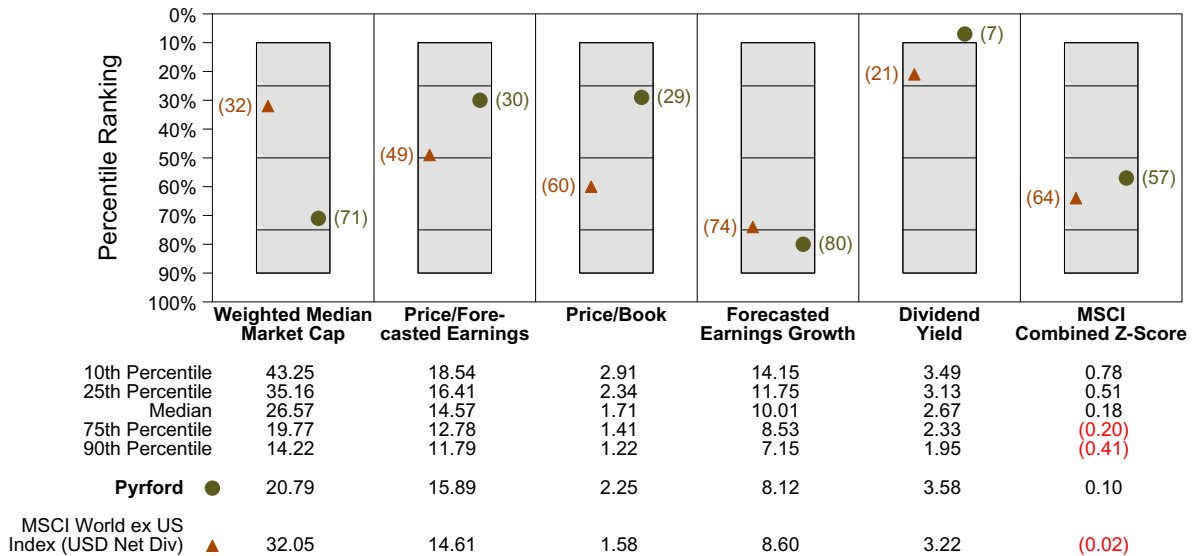 Percentile Ranking
0%
10%
20%
30%
40%
50%
60%
70%
80%
90%
100%
(32)
(71)
(49)
(30)
(60)
(29)
(74)
(80)
(21)
(7)
(64)
(57)
Weighted Median
Market Cap
Price/Fore-
casted Earnings
Price/Book
Forecasted
Earnings Growth
Dividend
Yield
MSCI
Combined Z-Score
10th Percentile 43.25 18.54 2.91 14.15 3.49 0.78
25th Percentile 35.16 16.41 2.34 11.75 3.13 0.51
Median 26.57 14.57 1.71 10.01 2.67 0.18
75th Percentile 19.77 12.78 1.41 8.53 2.33 (0.20)
90th Percentile 14.22 11.79 1.22 7.15 1.95 (0.41)
Pyrford 20.79 15.89 2.25 8.12 3.58 0.10
MSCI World ex US
Index (USD Net Div) 32.05 14.61 1.58 8.60 3.22 (0.02)